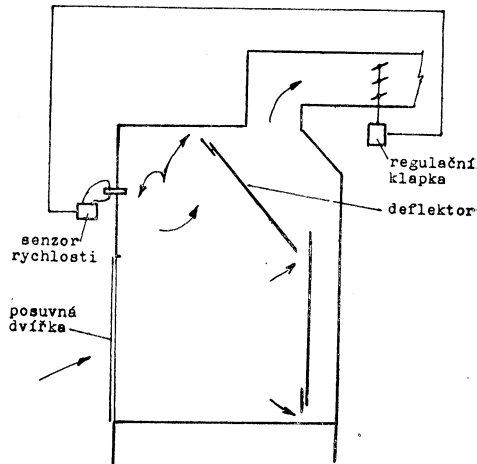 regulační
klapka
deflektor
senzor
rychlosti
posuvná
dvířka